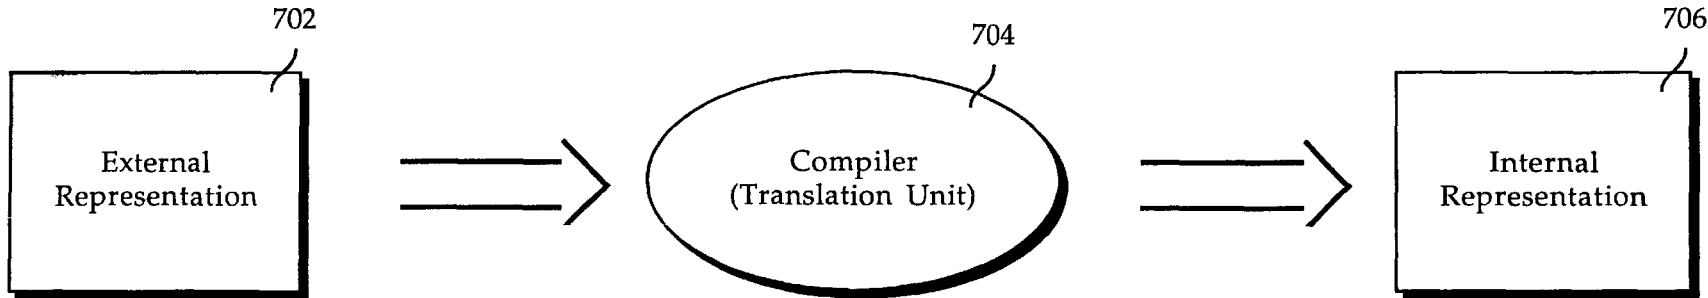 702
704
706
External
Representation
Compiler
(Translation Unit)
Internal
Representation